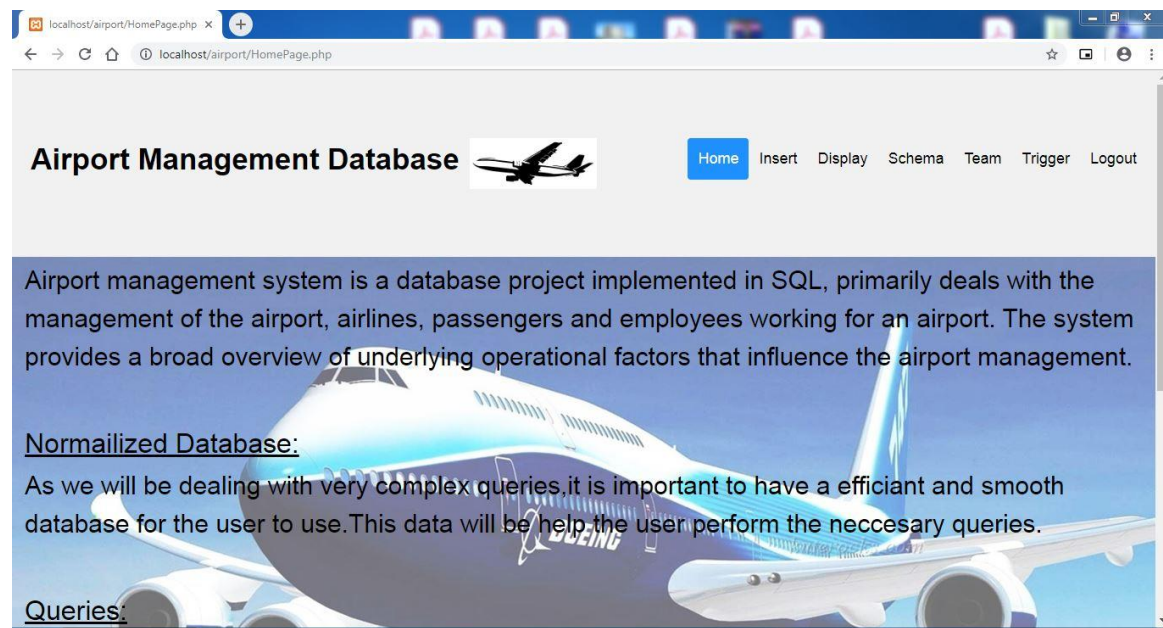 localhost/airport/HomePage.php
localhost/airport/HomePage.php
Airport Management Database
Home Insert Display Schema Team Trigger Logout
Airport management system is a database project implemented in SQL, primarily deals with the
management of the airport, airlines, passengers and employees working for an airport. The system
provides a broad overview of underlying operational factors that influence the airport management.
Normailized Database:
As we will be dealing with very complex queries,it is important to have a efficiant and smooth
database for the user to use.This data will be help the user perform the neccesary queries.
BOEING
Queries: